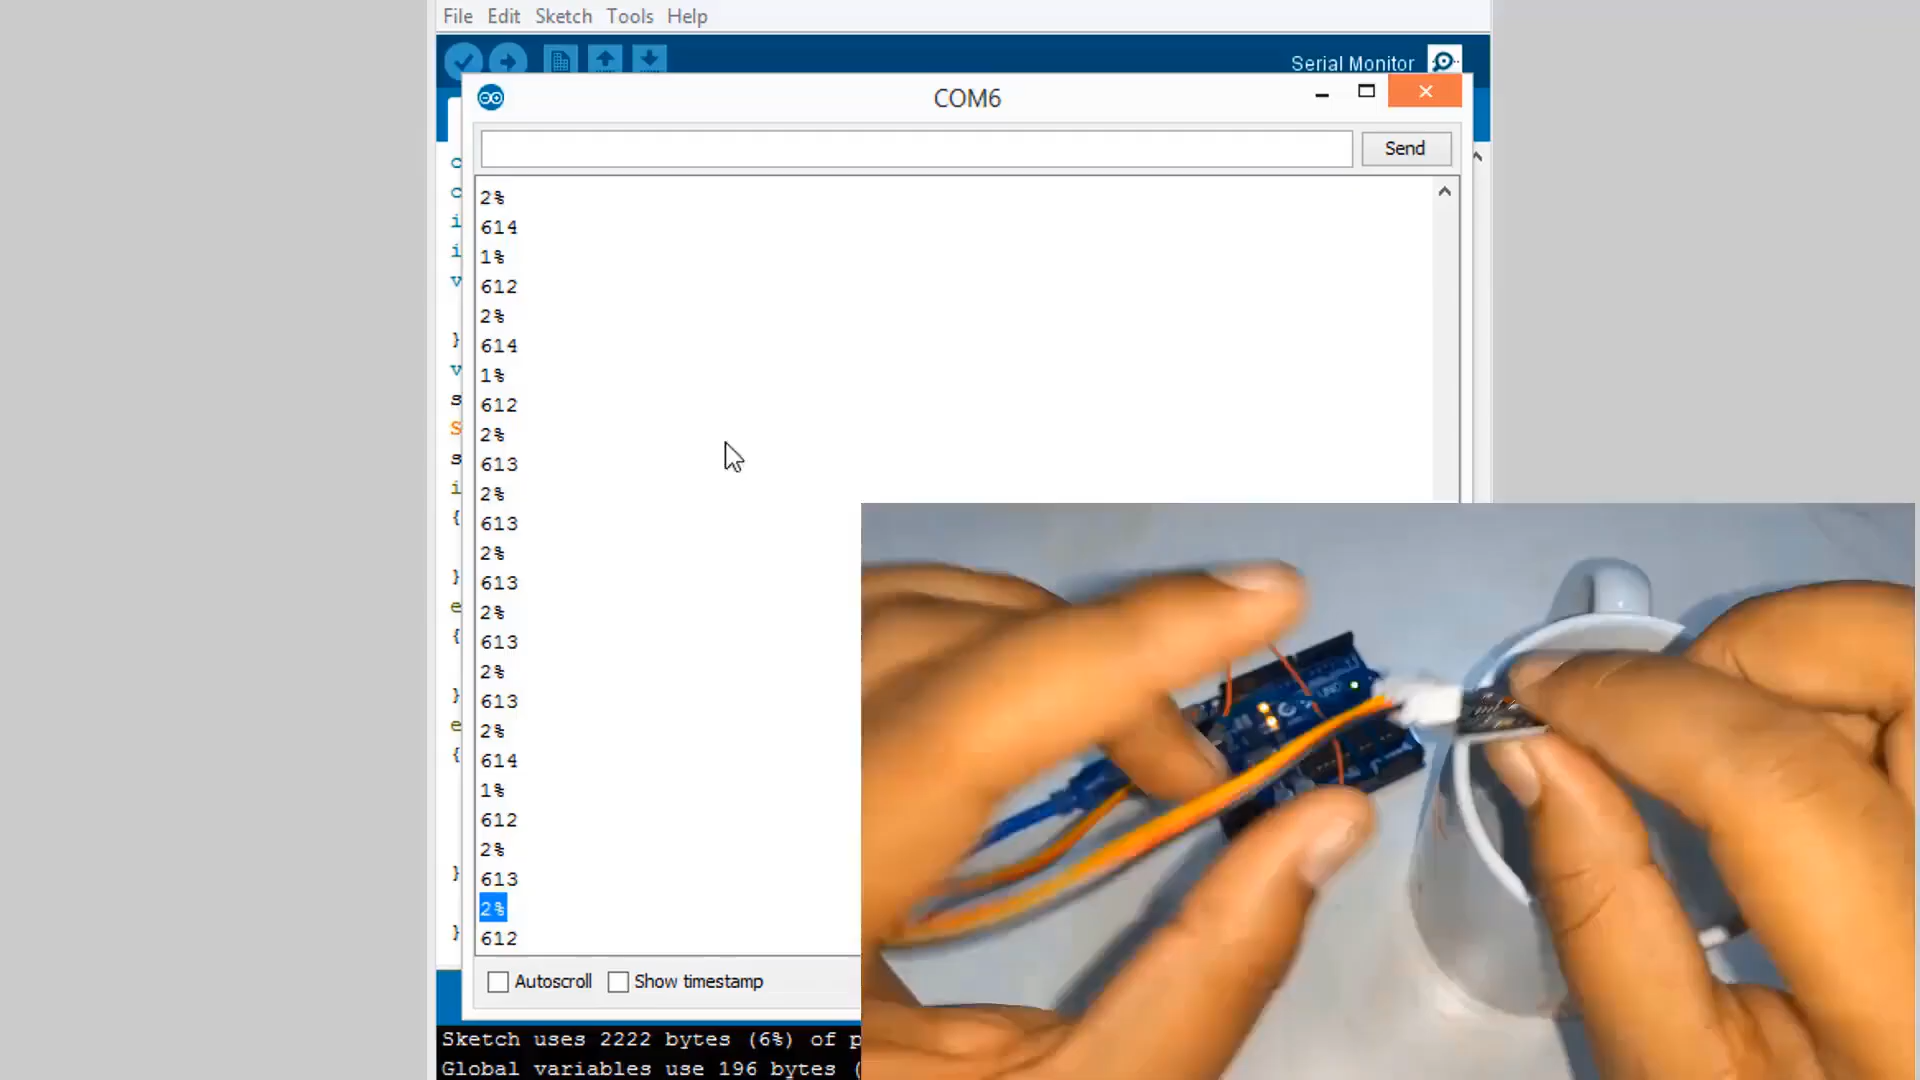 File Edit Sketch Tools Help
Serial Monitor
COM6
Send
2%
614
1%
612
2%
614
1%
612
2%
613
2%
613
2%
613
2%
613
2%
613
2%
614
1%
612
2%
613
2%
612
Autoscroll Show timestamp
Sketch uses 2222 bytes (6%) of
Global variables use 196 bytes (
c
c
i
i
v
}
v
s
S
s
i
{
}
e
{
}
e
{
}
}
UNO